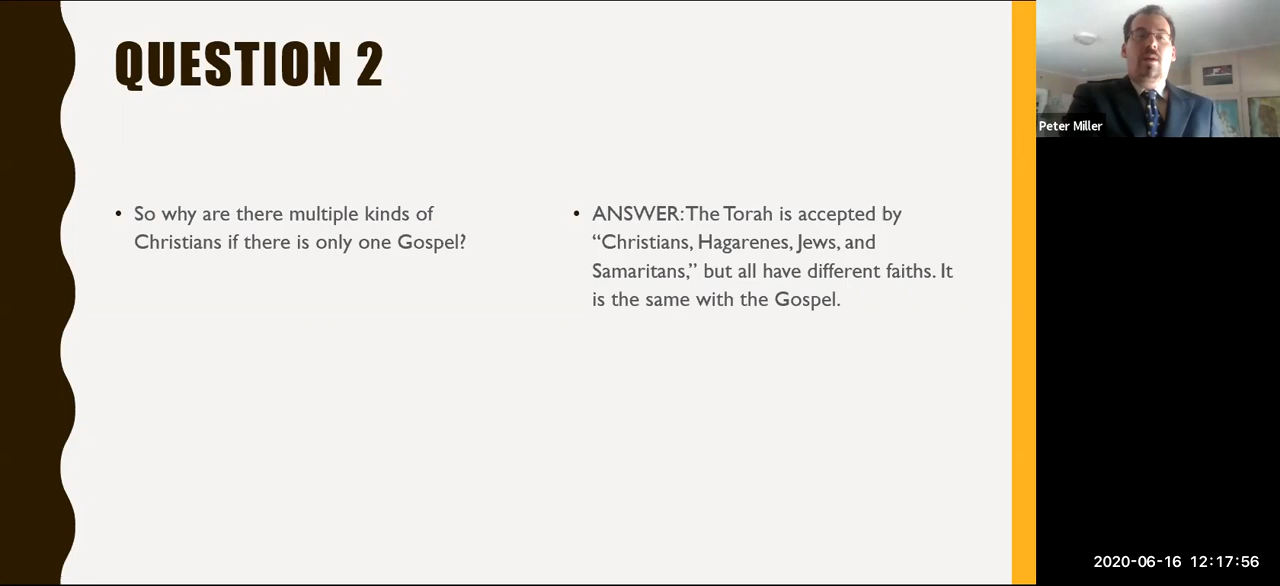 QUESTION 2
• So why are there multiple kinds of
Christians if there is only one Gospel?
• ANSWER: The Torah is accepted by
“Christians, Hagarenes, Jews, and
Samaritans,” but all have different faiths. It
is the same with the Gospel.
Peter Miller
2020-06-16 12:17:56